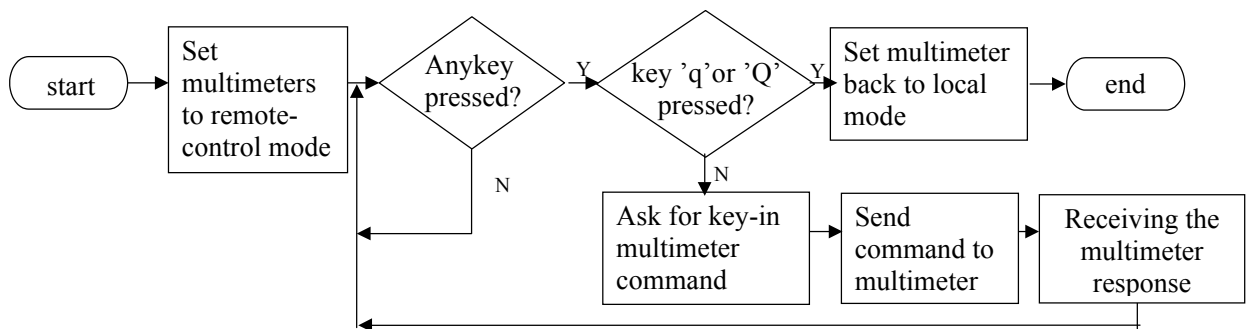 start
Set
multimeters
to remote-
control mode
Anykey
pressed?
Y
N
key ’q’or ’Q’
pressed?
Y
N
Set multimeter
back to local
mode
end
Ask for key-in
multimeter
command
Send
command to
multimeter
Receiving the
multimeter
response